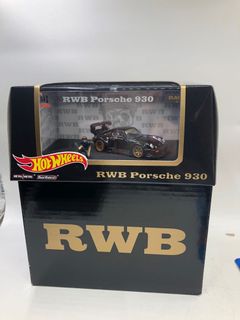 RWB Porsche 930
Hot Wheels
RWB Porsche 930
RWB